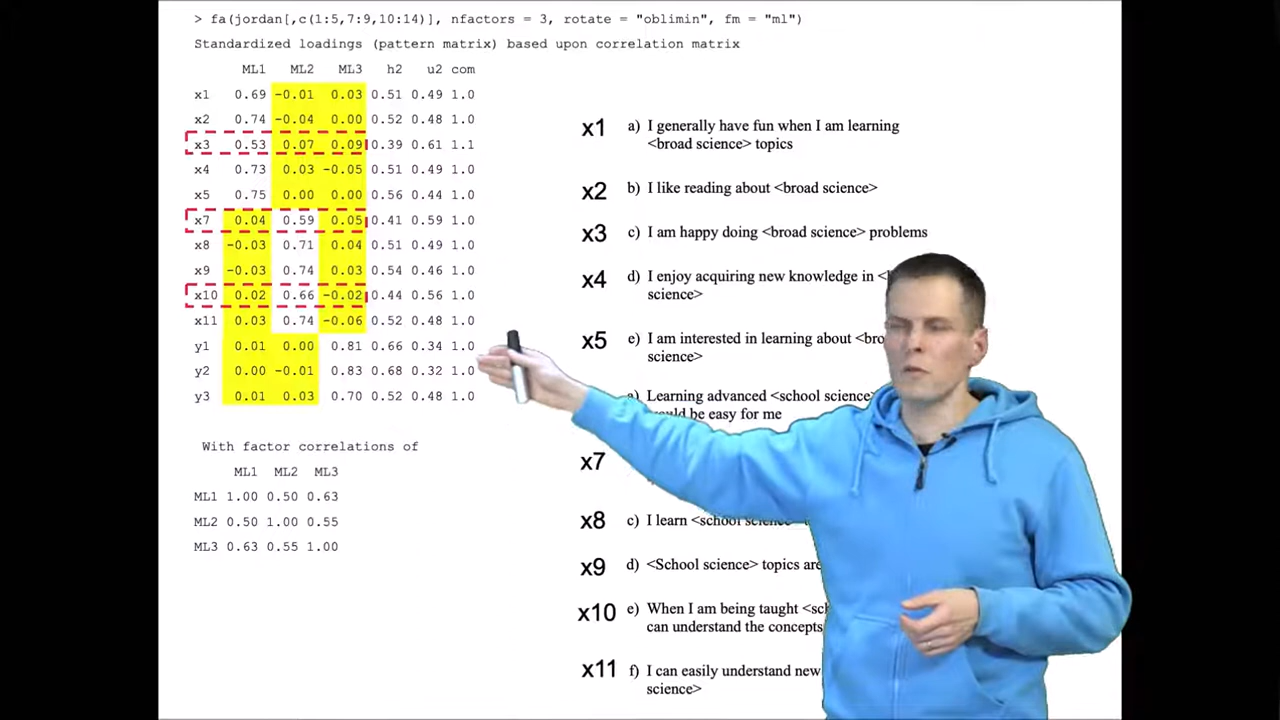 > fa(jordan[,c(1:5,7:9,10:14)], nfactors = 3, rotate = "oblimin", fm = "ml")
Standardized loadings (pattern matrix) based upon correlation matrix
ML1 ML2 ML3 h2 u2 com
x1 0.69 -0.01 0.03 0.51 0.49 1.0
x2 0.74 -0.04 0.00 0.52 0.48 1.0
x3 0.53 0.07 0.09 0.39 0.61 1.1
x4 0.73 0.03 -0.05 0.51 0.49 1.0
x5 0.75 0.00 0.00 0.56 0.44 1.0
x7 0.04 0.59 0.05 0.41 0.59 1.0
x8 -0.03 0.71 0.04 0.51 0.49 1.0
x9 -0.03 0.74 0.03 0.54 0.46 1.0
x10 0.02 0.66 -0.02 0.44 0.56 1.0
x11 0.03 0.74 -0.06 0.52 0.48 1.0
y1 0.01 0.00 0.81 0.66 0.34 1.0
y2 0.00 -0.01 0.83 0.68 0.32 1.0
y3 0.01 0.03 0.70 0.52 0.48 1.0
With factor correlations of
ML1 ML2 ML3
ML1 1.00 0.50 0.63
ML2 0.50 1.00 0.55
ML3 0.63 0.55 1.00
x1 a) I generally have fun when I am learning
<broad science> topics
x2 b) I like reading about <broad science>
x3 c) I am happy doing <broad science> problems
x4 d) I enjoy acquiring new knowledge in <
science>
x5 e) I am interested in learning about <bro
science>
a) Learning advanced <school science>
would be easy for me
x7
x8 c) I learn <school science>
x9 d) <School science> topics are
x10 e) When I am being taught <sch
can understand the concepts
x11 f) I can easily understand new
science>